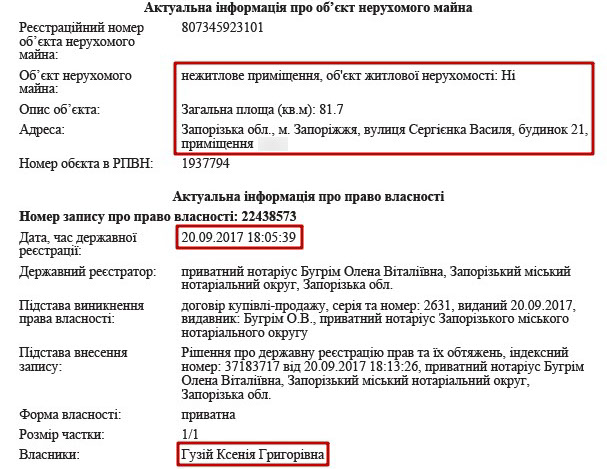 Актуальна інформація про об’єкт нерухомого майна
Реєстраційний номер 807345923101
об’єкта нерухомого
майна:
Об’єкт нерухомого нежитлове приміщення, об'єкт житлової нерухомості: Ні
майна:
Опис об’єкта: Загальна площа (кв.м): 81.7
Адреса: Запорізька обл., м. Запоріжжя, вулиця Сергієнка Василя, будинок 21,
приміщення
Номер обєкта в РПВН: 1937794
Актуальна інформація про право власності
Номер запису про право власності: 22438573
Дата, час державної 20.09.2017 18:05:39
реєстрації:
Державний реєстратор: приватний нотаріус Бугрім Олена Віталіївна, Запорізький міський
нотаріальний округ, Запорізька обл.
Підстава виникнення договір купівлі-продажу, серія та номер: 2631, виданий 20.09.2017,
права власності: видавник: Бугрім О.В., приватний нотаріус Запорізького міського
нотаріального округу
Підстава внесення Рішення про державну реєстрацію прав та їх обтяжень, індексний
запису: номер: 37183717 від 20.09.2017 18:13:26, приватний нотаріус Бугрім
Олена Віталіївна, Запорізький міський нотаріальний округ,
Запорізька обл.
Форма власності: приватна
Розмір частки: 1/1
Власники: Гузій Ксенія Григорівна